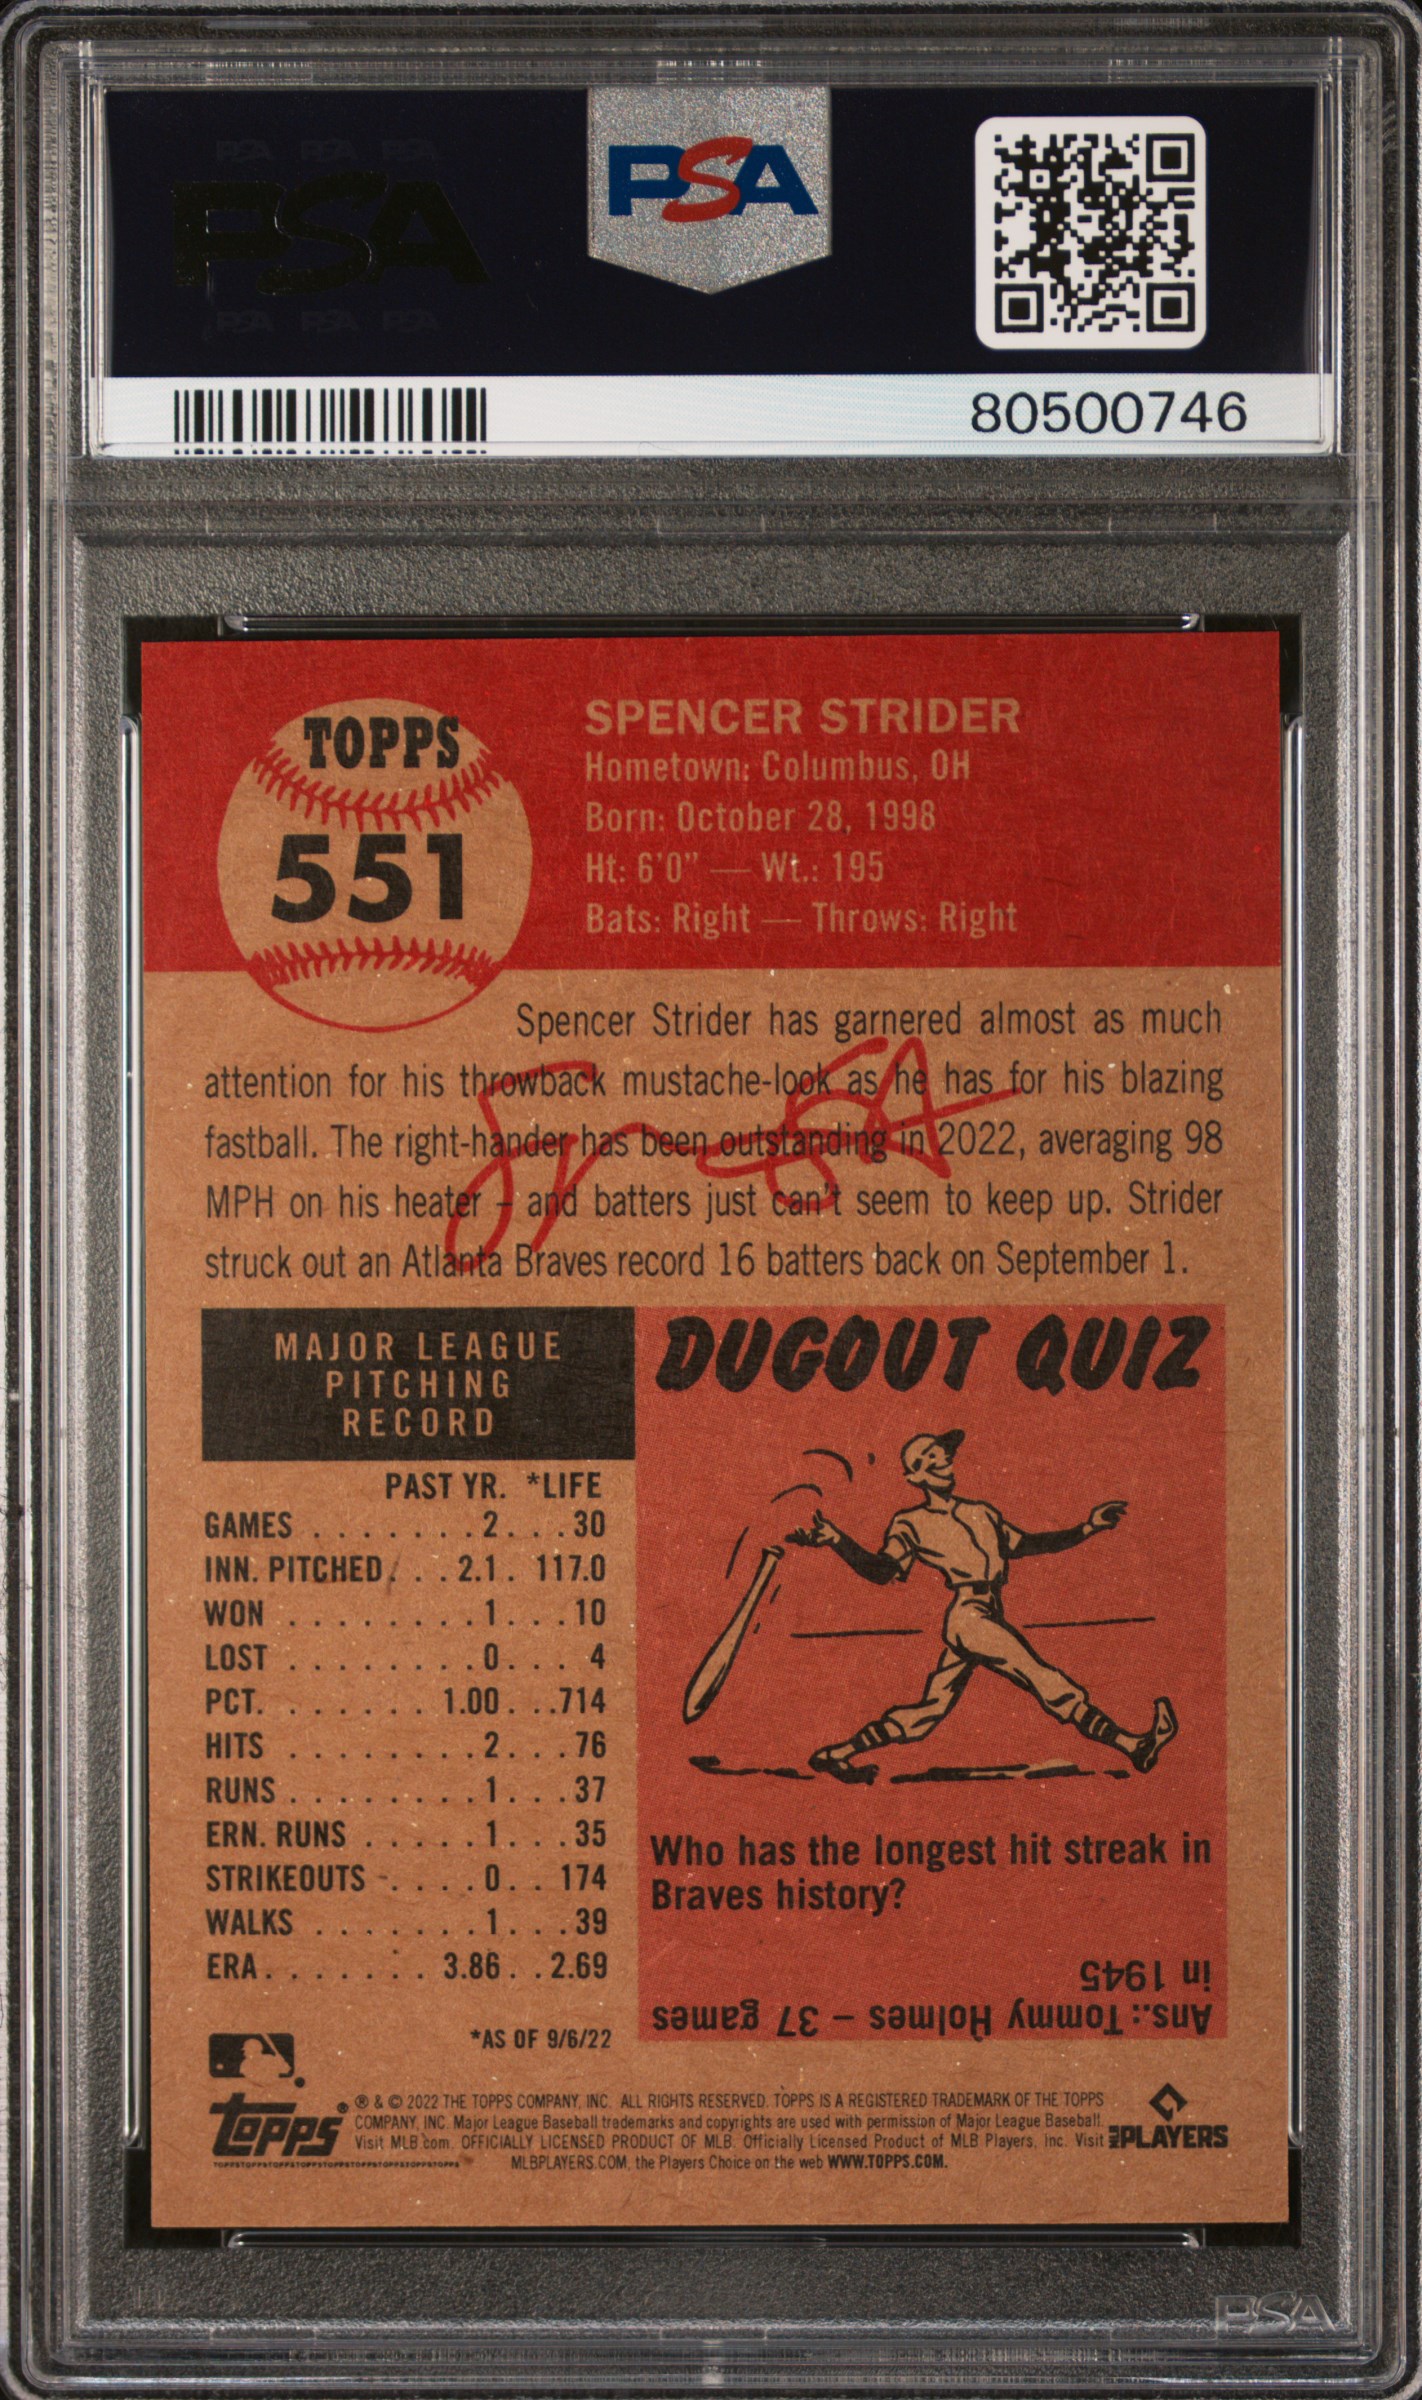 PSA PSA PSA
PSA
PSA PSA PSA
PSA
80500746
TOPPS
551
SPENCER STRIDER
Hometown: Columbus, OH
Born: October 28, 1998
Ht: 6'0" — Wt.: 195
Bats: Right — Throws: Right
Spencer Strider has garnered almost as much
attention for his throwback mustache-look as he has for his blazing
fastball. The right-hander has been outstanding in 2022, averaging 98
MPH on his heater – and batters just can't seem to keep up. Strider
struck out an Atlanta Braves record 16 batters back on September 1.
MAJOR LEAGUE
PITCHING
RECORD
PAST YR. *LIFE
GAMES . . . . . . . 2. . . 30
INN. PITCHED. . . 2.1. 117.0
WON . . . . . . . . . 1. . . 10
LOST . . . . . . . . . 0. . . 4
PCT. . . . . . . . 1.00. . .714
HITS . . . . . . . . . 2. . . 76
RUNS . . . . . . . . . 1. . . 37
ERN. RUNS . . . . . 1. . . 35
STRIKEOUTS . . . . 0. . 174
WALKS . . . . . . . 1. . . 39
ERA. . . . . . . 3.86. . 2.69
*AS OF 9/6/22
DUGOUT QUIZ
Who has the longest hit streak in
Braves history?
Ans.: Tommy Holmes – 37 games
in 1945
topps
® & © 2022 THE TOPPS COMPANY, INC. ALL RIGHTS RESERVED. TOPPS IS A REGISTERED TRADEMARK OF THE TOPPS
COMPANY, INC. Major League Baseball trademarks and copyrights are used with permission of Major League Baseball.
Visit MLB.com. OFFICIALLY LICENSED PRODUCT OF MLB. Officially Licensed Product of MLB Players, Inc. Visit
MLBPLAYERS.COM, the Players Choice on the web WWW.TOPPS.COM.
MLB PLAYERS
PSA